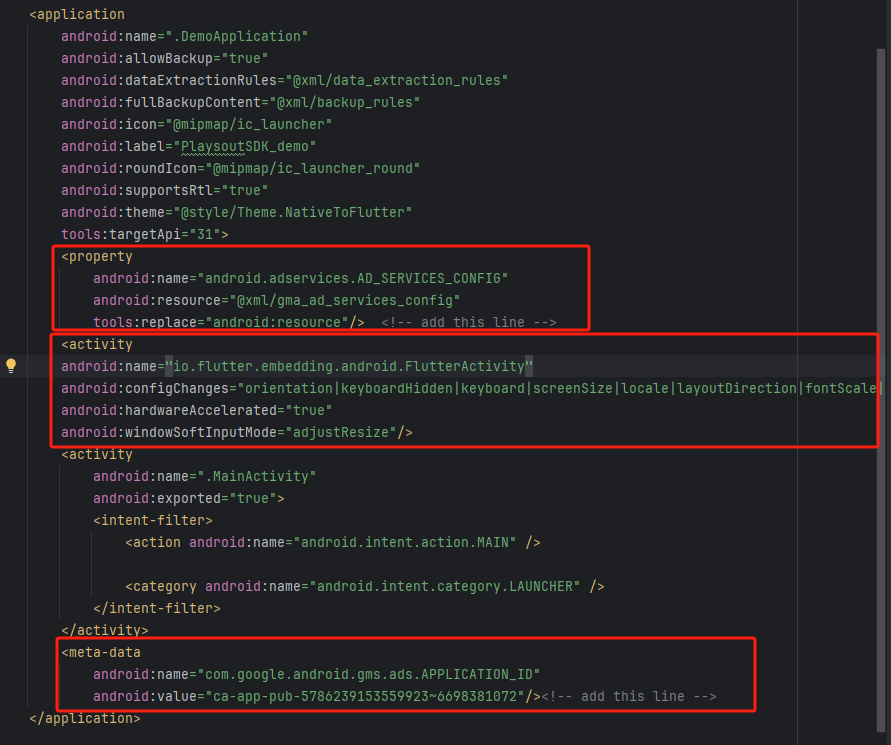 <application
android:name=".DemoApplication"
android:allowBackup="true"
android:dataExtractionRules="@xml/data_extraction_rules"
android:fullBackupContent="@xml/backup_rules"
android:icon="@mipmap/ic_launcher"
android:label="PlaysoutSDK_demo"
android:roundIcon="@mipmap/ic_launcher_round"
android:supportsRtl="true"
android:theme="@style/Theme.NativeToFlutter"
tools:targetApi="31">
<property
android:name="android.adservices.AD_SERVICES_CONFIG"
android:resource="@xml/gma_ad_services_config"
tools:replace="android:resource"/> <!-- add this line -->
<activity
android:name="io.flutter.embedding.android.FlutterActivity"
android:configChanges="orientation|keyboardHidden|keyboard|screenSize|locale|layoutDirection|fontScale|
android:hardwareAccelerated="true"
android:windowSoftInputMode="adjustResize"/>
<activity
android:name=".MainActivity"
android:exported="true">
<intent-filter>
<action android:name="android.intent.action.MAIN" />
<category android:name="android.intent.category.LAUNCHER" />
</intent-filter>
</activity>
<meta-data
android:name="com.google.android.gms.ads.APPLICATION_ID"
android:value="ca-app-pub-5786239153559923~6698381072"/><!-- add this line -->
</application>